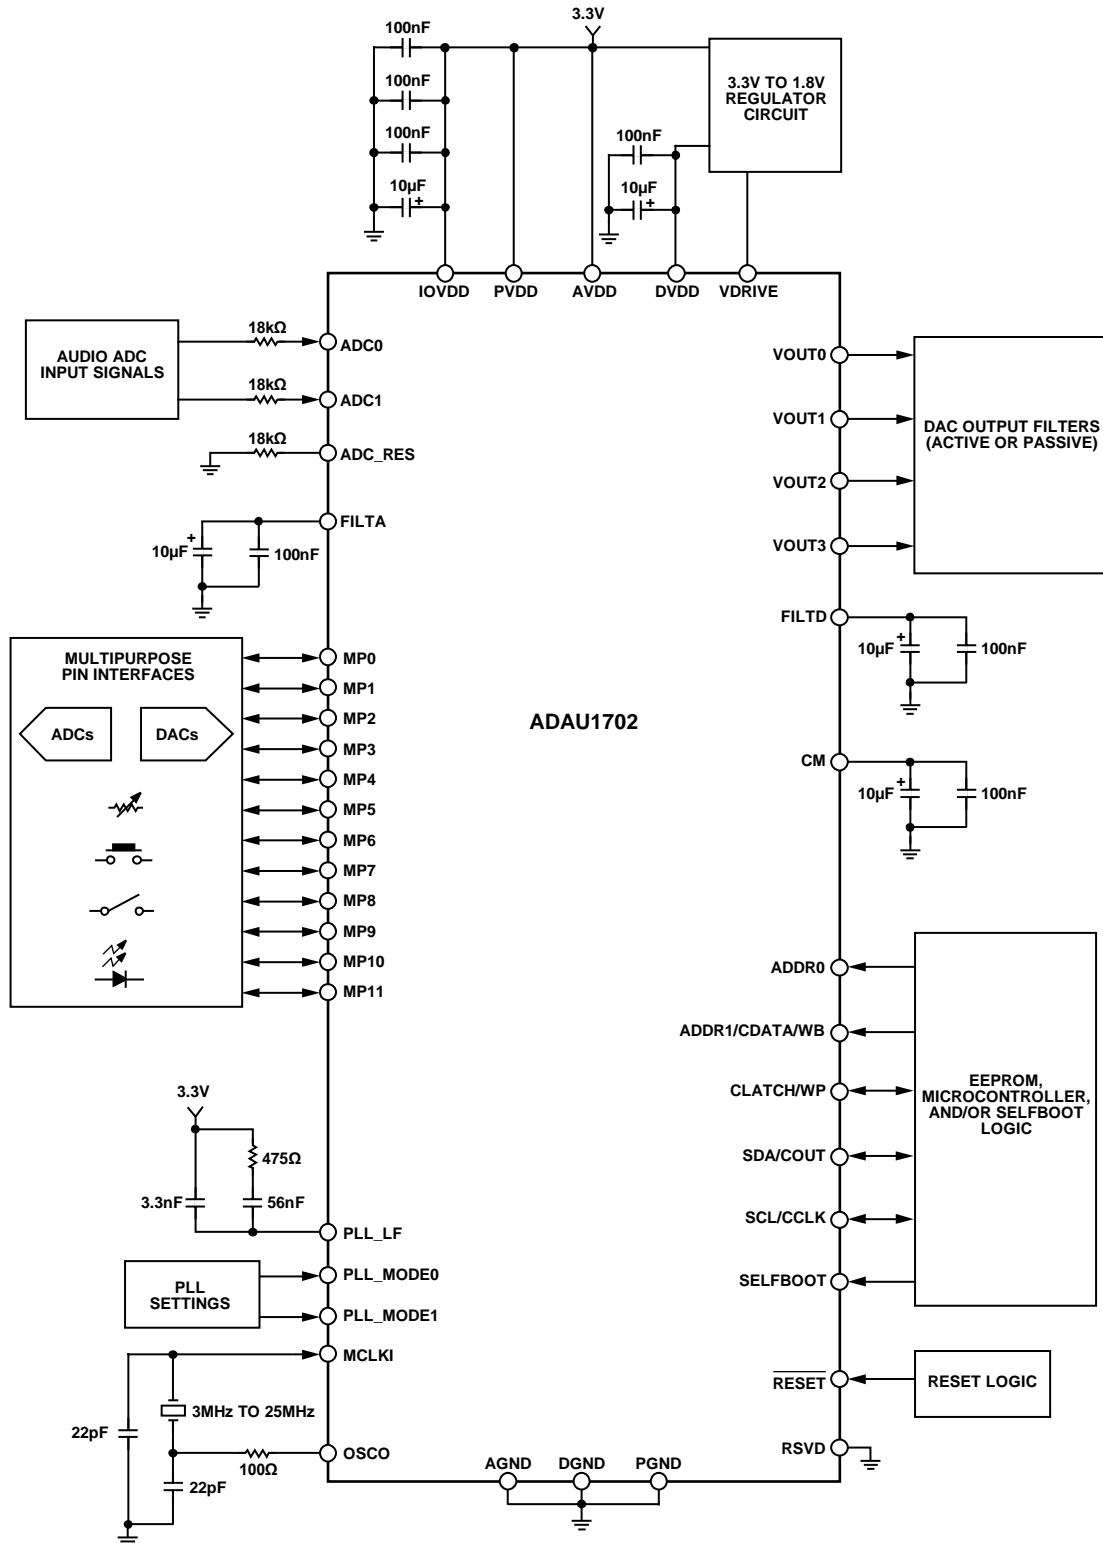 3.3V
100nF
100nF
100nF
10µF
+
3.3V TO 1.8V
REGULATOR
CIRCUIT
100nF
10µF
+
IOVDD
PVDD
AVDD
DVDD
VDRIVE
AUDIO ADC
INPUT SIGNALS
18kΩ
ADC0
18kΩ
ADC1
18kΩ
ADC_RES
FILTA
+
10µF
100nF
VOUT0
VOUT1
VOUT2
VOUT3
DAC OUTPUT FILTERS
(ACTIVE OR PASSIVE)
FILTD
+
10µF
100nF
MULTIPURPOSE
PIN INTERFACES
ADCs
DACs
MP0
MP1
MP2
MP3
MP4
MP5
MP6
MP7
MP8
MP9
MP10
MP11
ADAU1702
CM
+
10µF
100nF
ADDR0
ADDR1/CDATA/WB
CLATCH/WP
SDA/COUT
SCL/CCLK
SELFBOOT
EEPROM,
MICROCONTROLLER,
AND/OR SELFBOOT
LOGIC
3.3V
475Ω
3.3nF
56nF
PLL_LF
PLL
SETTINGS
PLL_MODE0
PLL_MODE1
MCLKI
3MHz TO 25MHz
22pF
100Ω
OSCO
22pF
RESET
RESET LOGIC
RSVD
AGND
DGND
PGND